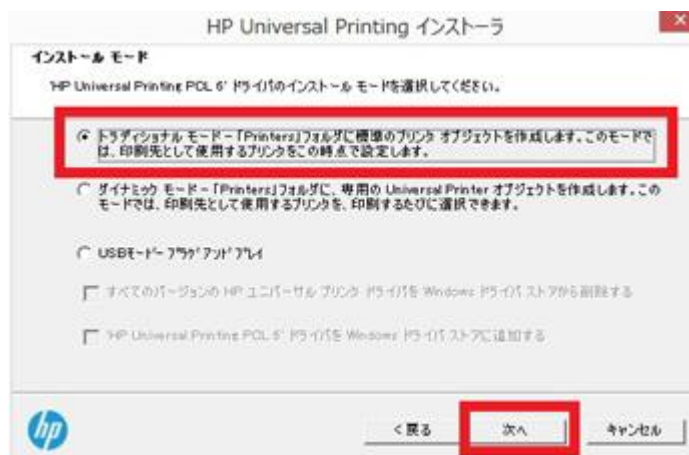 HP Universal Printing インストーラ
インストール モード
'HP Universal Printing PCL 6' ドライバのインストール モードを選択してください。
トラディショナル モード - 「Printers」フォルダに標準のプリンタ オブジェクトを作成します。このモードで
は、印刷先として使用するプリンタをこの時点で設定します。
ダイナミック モード - 「Printers」フォルダに、専用の Universal Printer オブジェクトを作成します。この
モードでは、印刷先として使用するプリンタを、印刷するたびに選択できます。
USBモード- プラグ アンド プレイ
すべてのバージョンの HP ユニバーサル プリンタ ドライバを Windows ドライバ ストアから削除する
'HP Universal Printing PCL 6' ドライバを Windows ドライバ ストアに追加する
hp
< 戻る
次へ
キャンセル